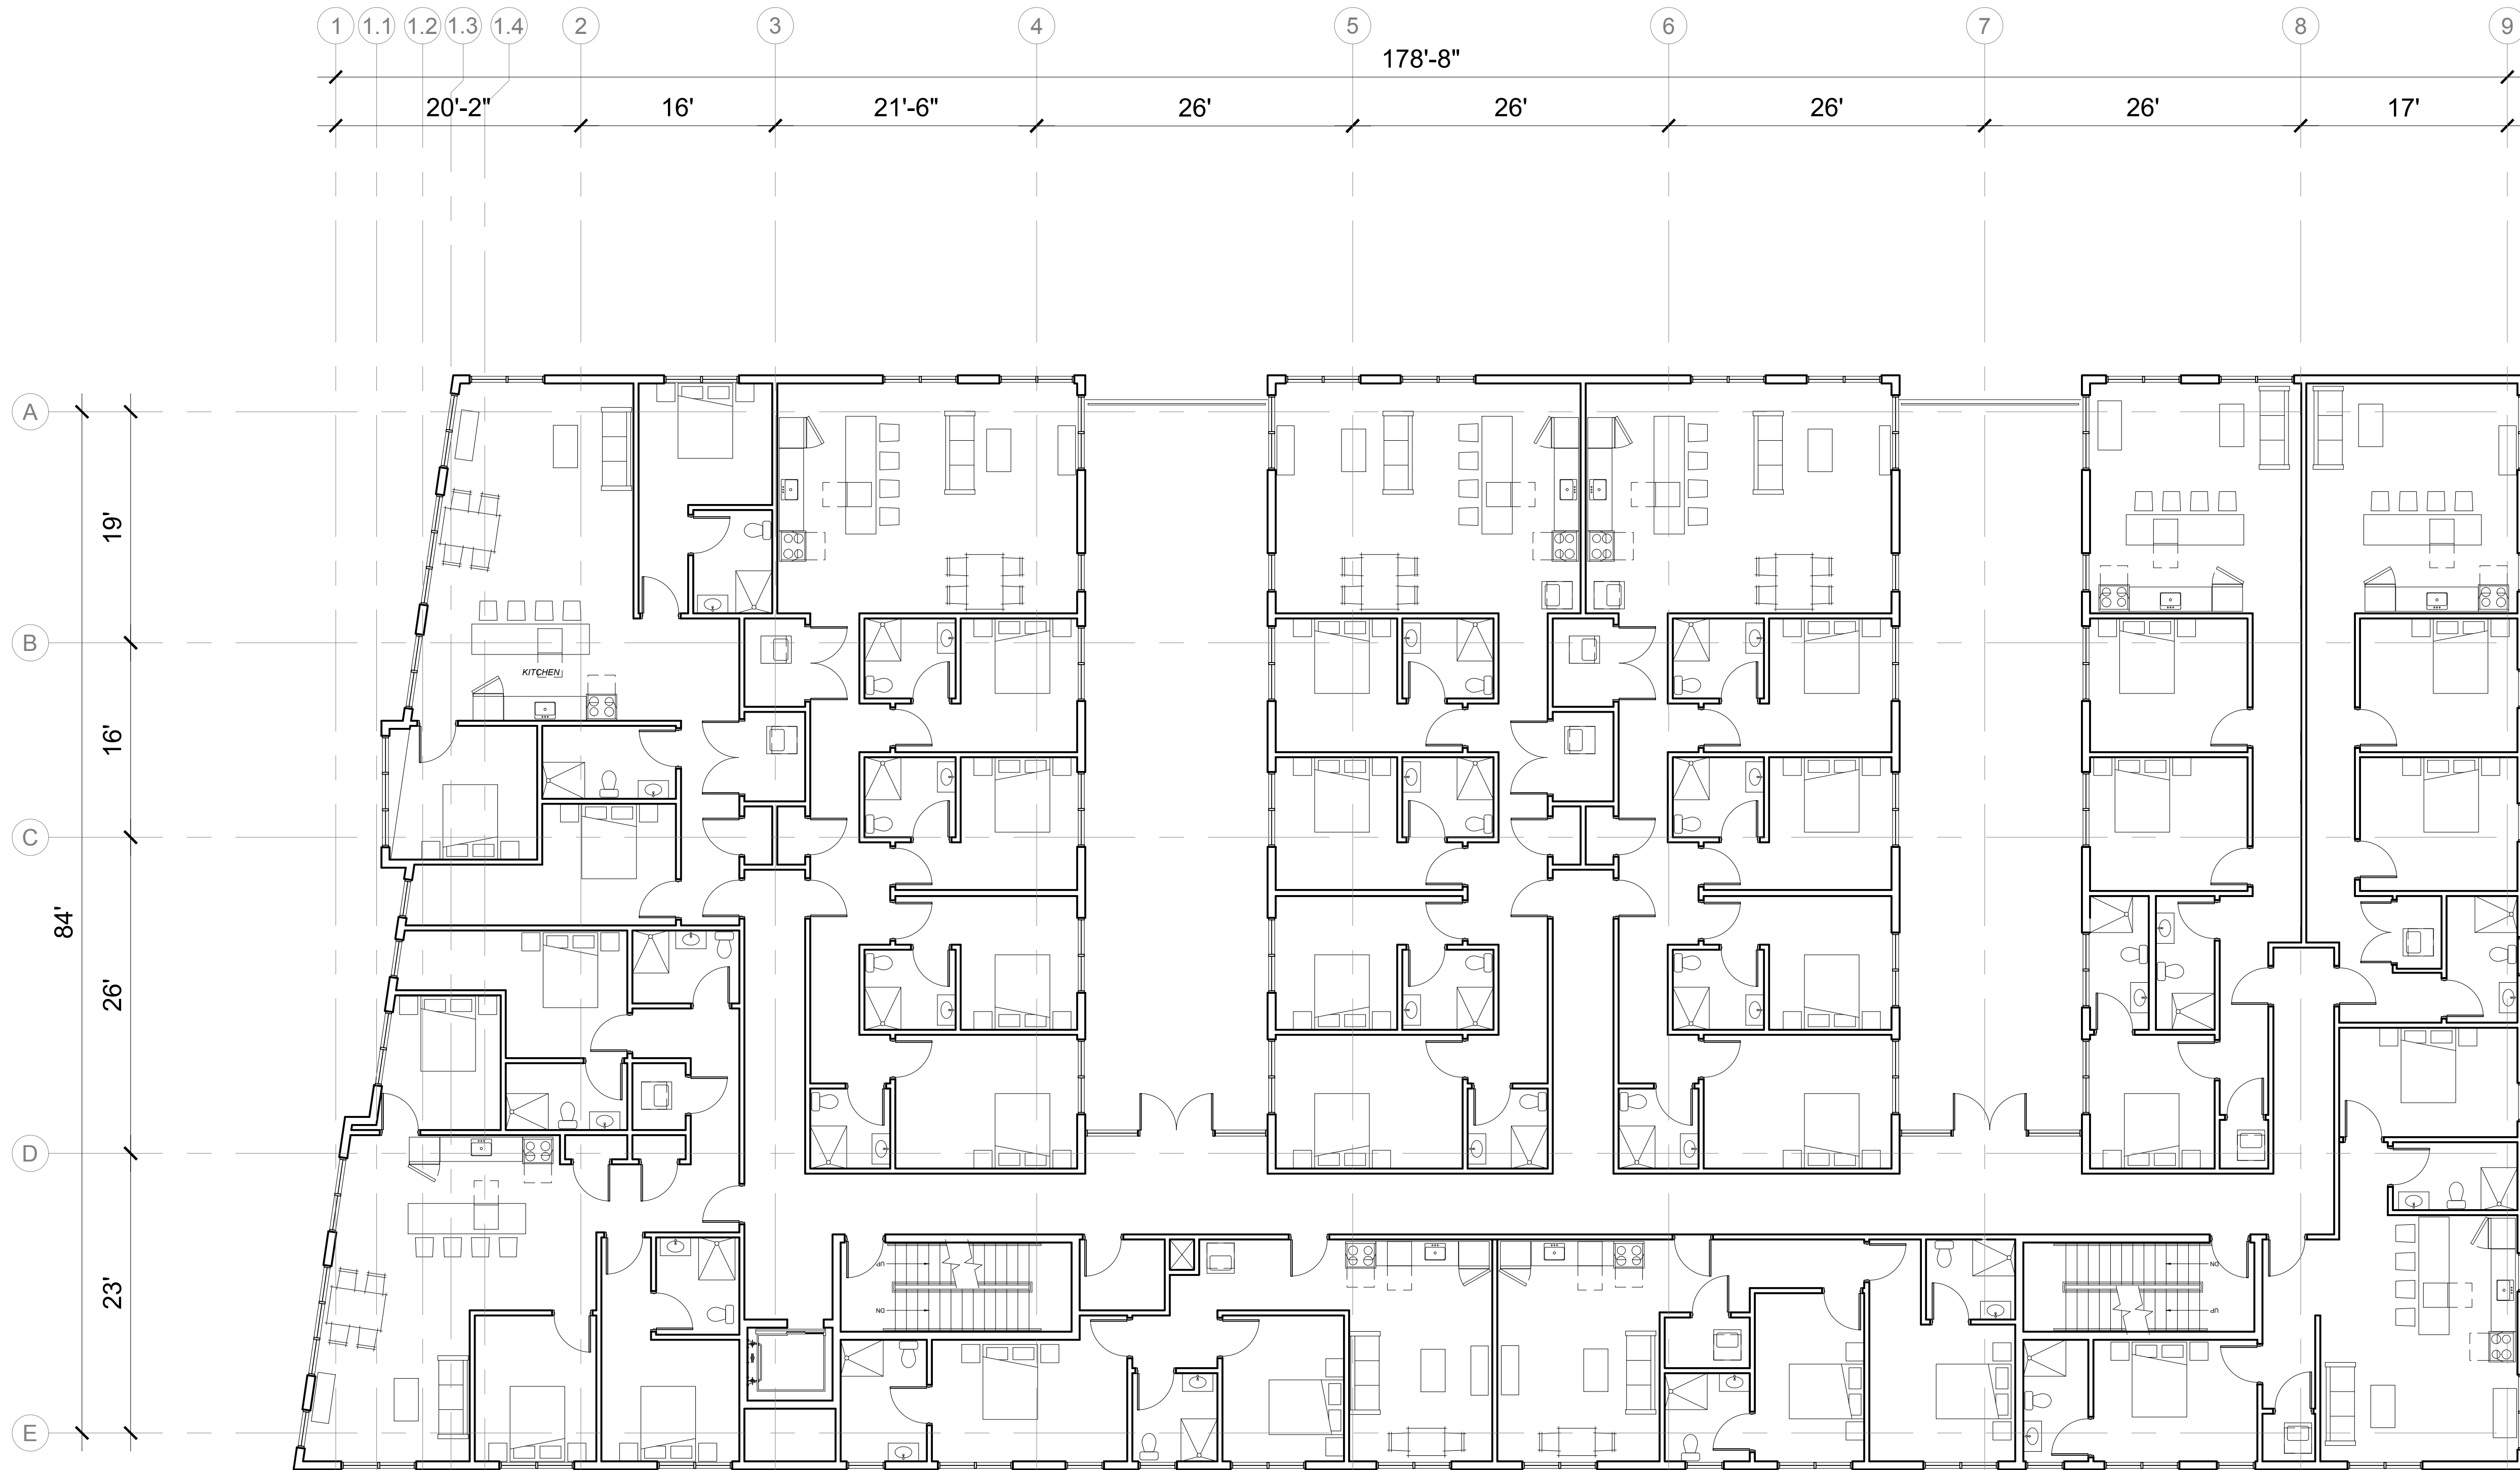 1 1.1 1.2 1.3 1.4 2 3 4 5 6 7 8 9
178'-8"
20'-2" 16' 21'-6" 26' 26' 26' 26' 17'
A
19'
B
KITCHEN
16'
C
84'
26'
D
23'
UP
DN
DN
UP
E